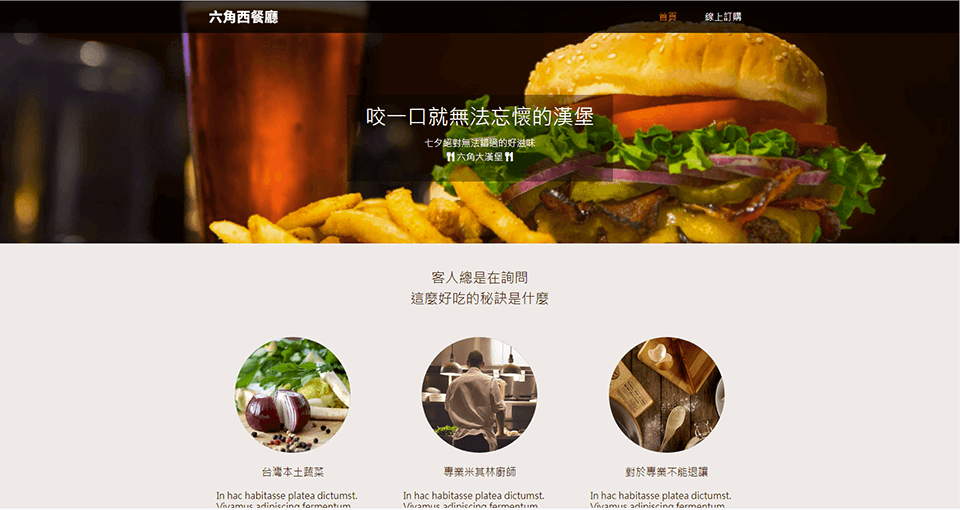 六角西餐廳
首頁
線上訂購
咬一口就無法忘懷的漢堡
七夕絕對無法錯過的好滋味
六角大漢堡
客人總是在詢問
這麼好吃的秘訣是什麼
台灣本土蔬菜
專業米其林廚師
對於專業不能退讓
In hac habitasse platea dictumst.
Vivamus adipiscing fermentum
In hac habitasse platea dictumst.
Vivamus adipiscing fermentum
In hac habitasse platea dictumst.
Vivamus adipiscing fermentum